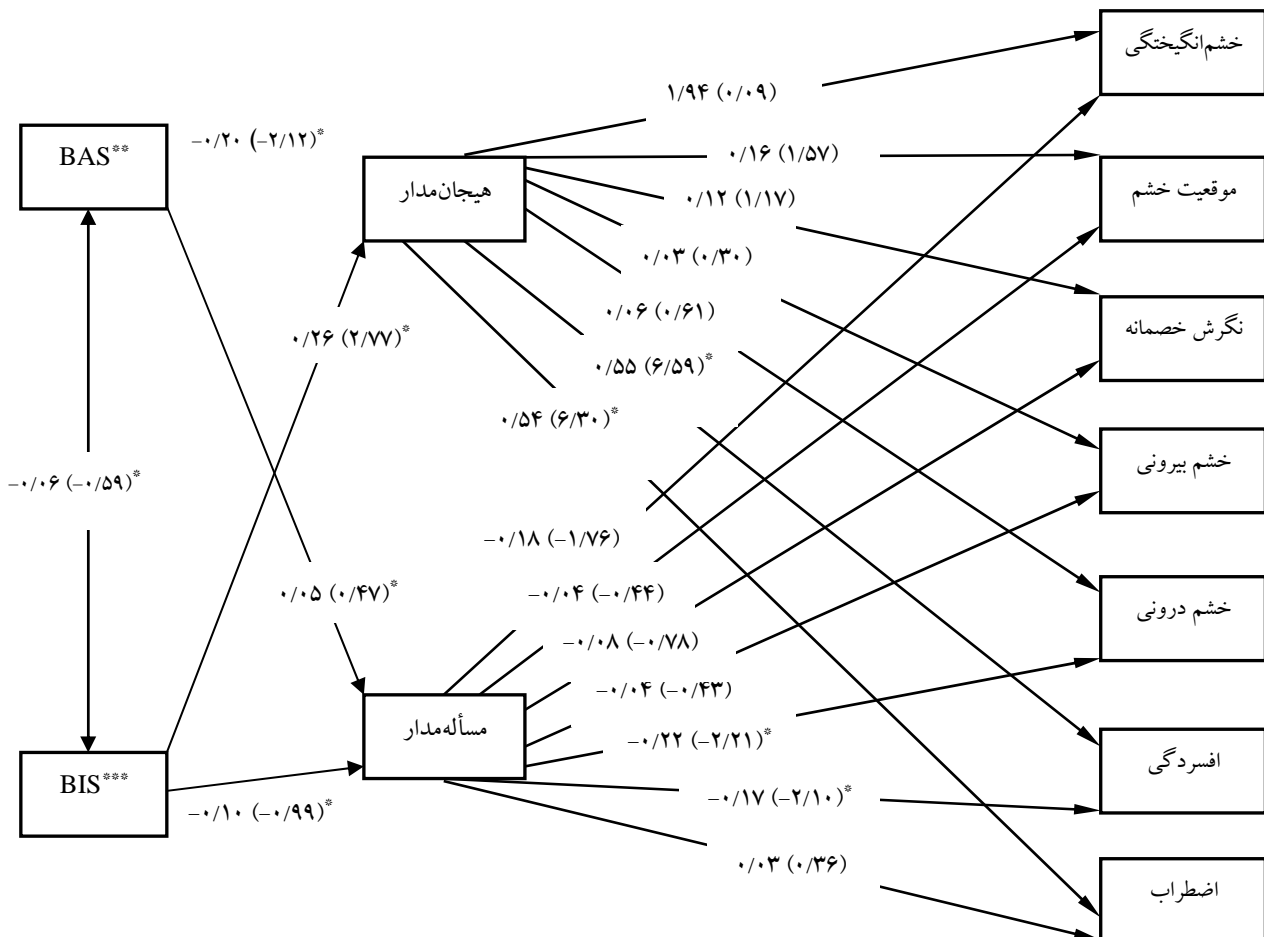 خشم‌انگیختگی
۱/۹۴ (۰/۰۹)
BAS**
−۰/۲۰ (−۲/۱۲)*
۰/۱۶ (۱/۵۷)
هیجان‌مدار
موقعیت خشم
۰/۱۲ (۱/۱۷)
۰/۰۳ (۰/۳۰)
۰/۰۶ (۰/۶۱)
نگرش خصمانه
۰/۲۶ (۲/۷۷)*
۰/۵۵ (۶/۵۹)*
۰/۵۴ (۶/۳۰)*
خشم بیرونی
−۰/۰۶ (−۰/۵۹)*
−۰/۱۸ (−۱/۷۶)
۰/۰۵ (۰/۴۷)*
−۰/۰۴ (−۰/۴۴)
خشم درونی
−۰/۰۸ (−۰/۷۸)
−۰/۰۴ (−۰/۴۳)
مسأله‌مدار
−۰/۲۲ (−۲/۲۱)*
افسردگی
BIS***
−۰/۱۷ (−۲/۱۰)*
−۰/۱۰ (−۰/۹۹)*
۰/۰۳ (۰/۳۶)
اضطراب